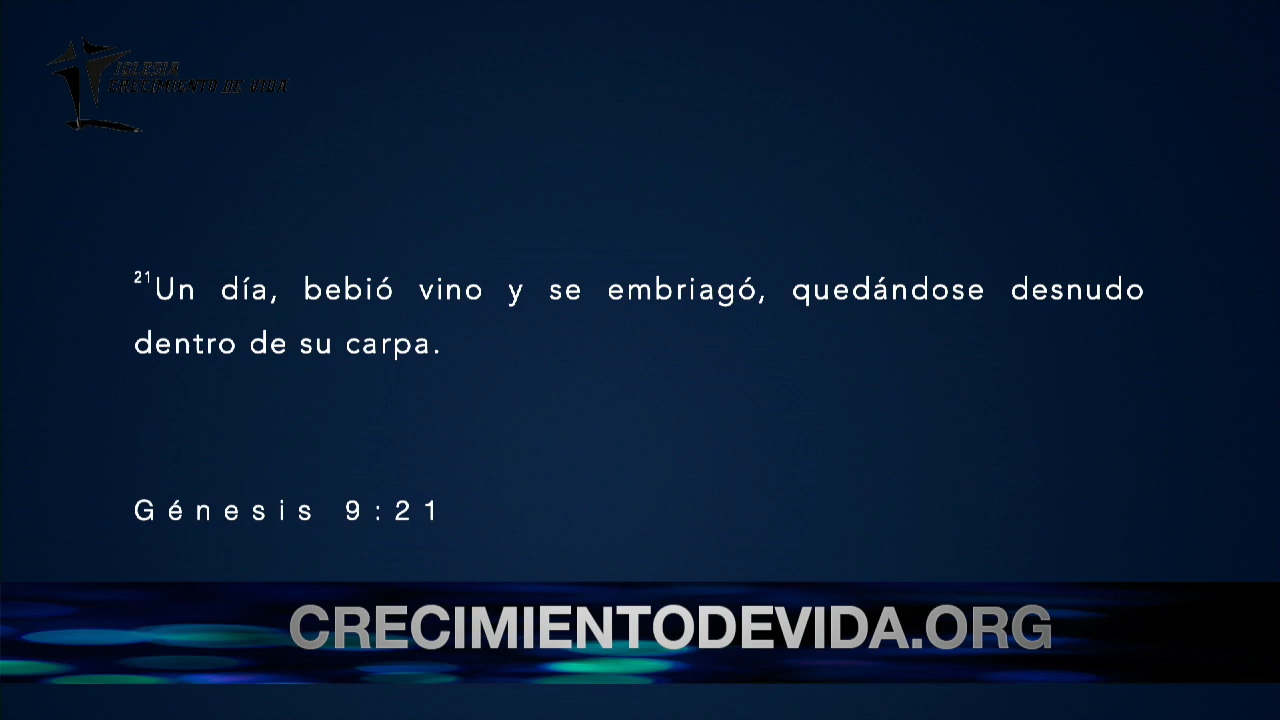 IGLESIA
CRECIMIENTO DE VIDA
21Un día, bebió vino y se embriagó, quedándose desnudo
dentro de su carpa.
Génesis 9:21
CRECIMIENTODEVIDA.ORG